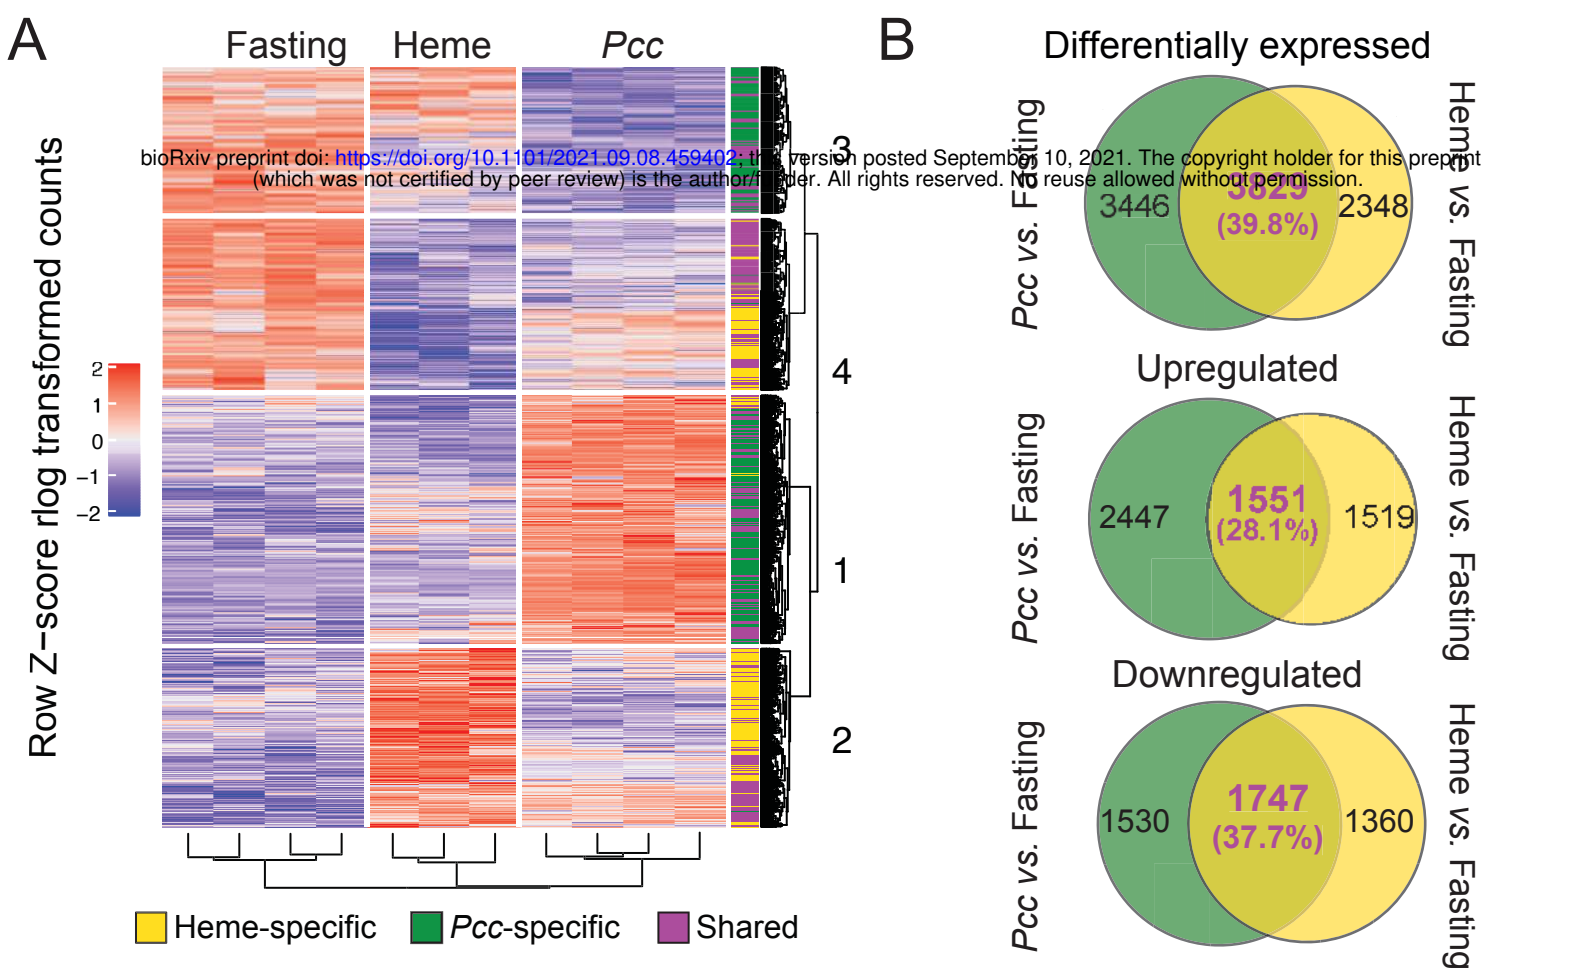 A
B
Fasting
Heme
Pcc
Differentially expressed
Row Z−score rlog transformed counts
2
1
0
−1
−2
3
4
1
2
bioRxiv preprint doi: https://doi.org/10.1101/2021.09.08.459402; this version posted September 10, 2021. The copyright holder for this preprint
(which was not certified by peer review) is the author/funder. All rights reserved. No reuse allowed without permission.
Pcc vs. Fasting
3446
3829
(39.8%)
2348
Heme vs. Fasting
Upregulated
Pcc vs. Fasting
2447
1551
(28.1%)
1519
Heme vs. Fasting
Downregulated
Pcc vs. Fasting
1530
1747
(37.7%)
1360
Heme vs. Fasting
Heme-specific
Pcc-specific
Shared